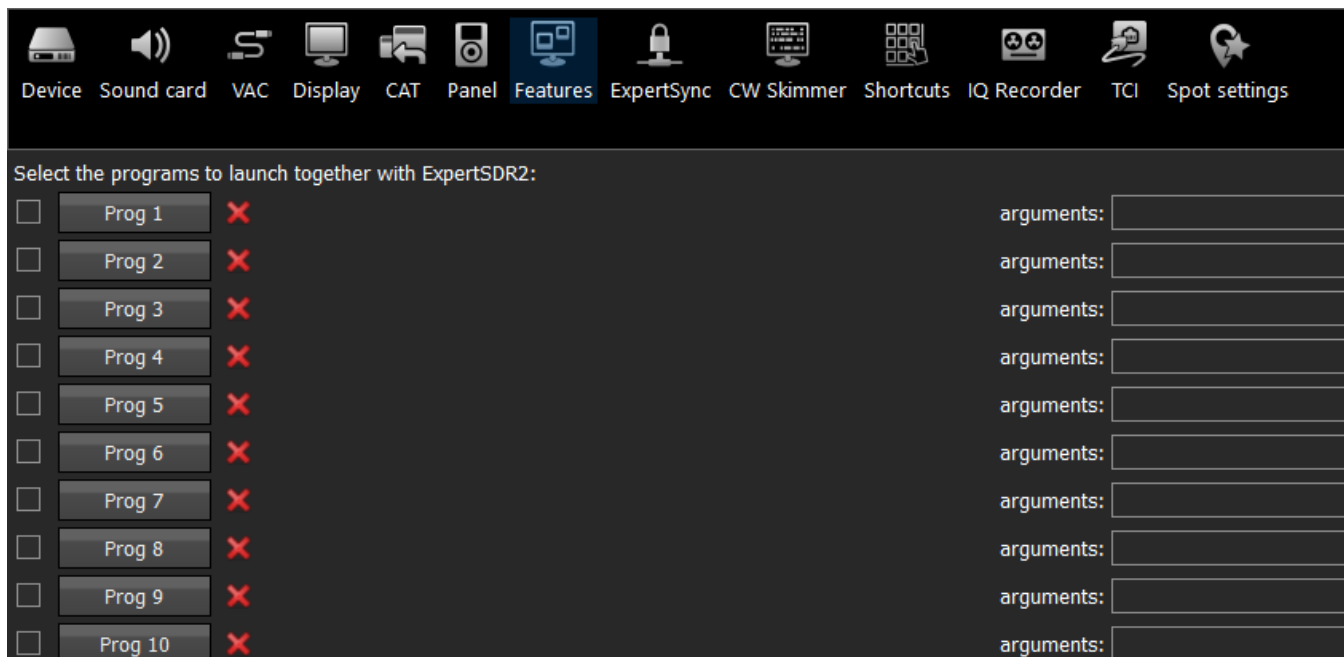 Device Sound card VAC Display CAT Panel Features ExpertSync CW Skimmer Shortcuts IQ Recorder TCI Spot settings
Select the programs to launch together with ExpertSDR2:
Prog 1 arguments:
Prog 2 arguments:
Prog 3 arguments:
Prog 4 arguments:
Prog 5 arguments:
Prog 6 arguments:
Prog 7 arguments:
Prog 8 arguments:
Prog 9 arguments:
Prog 10 arguments: